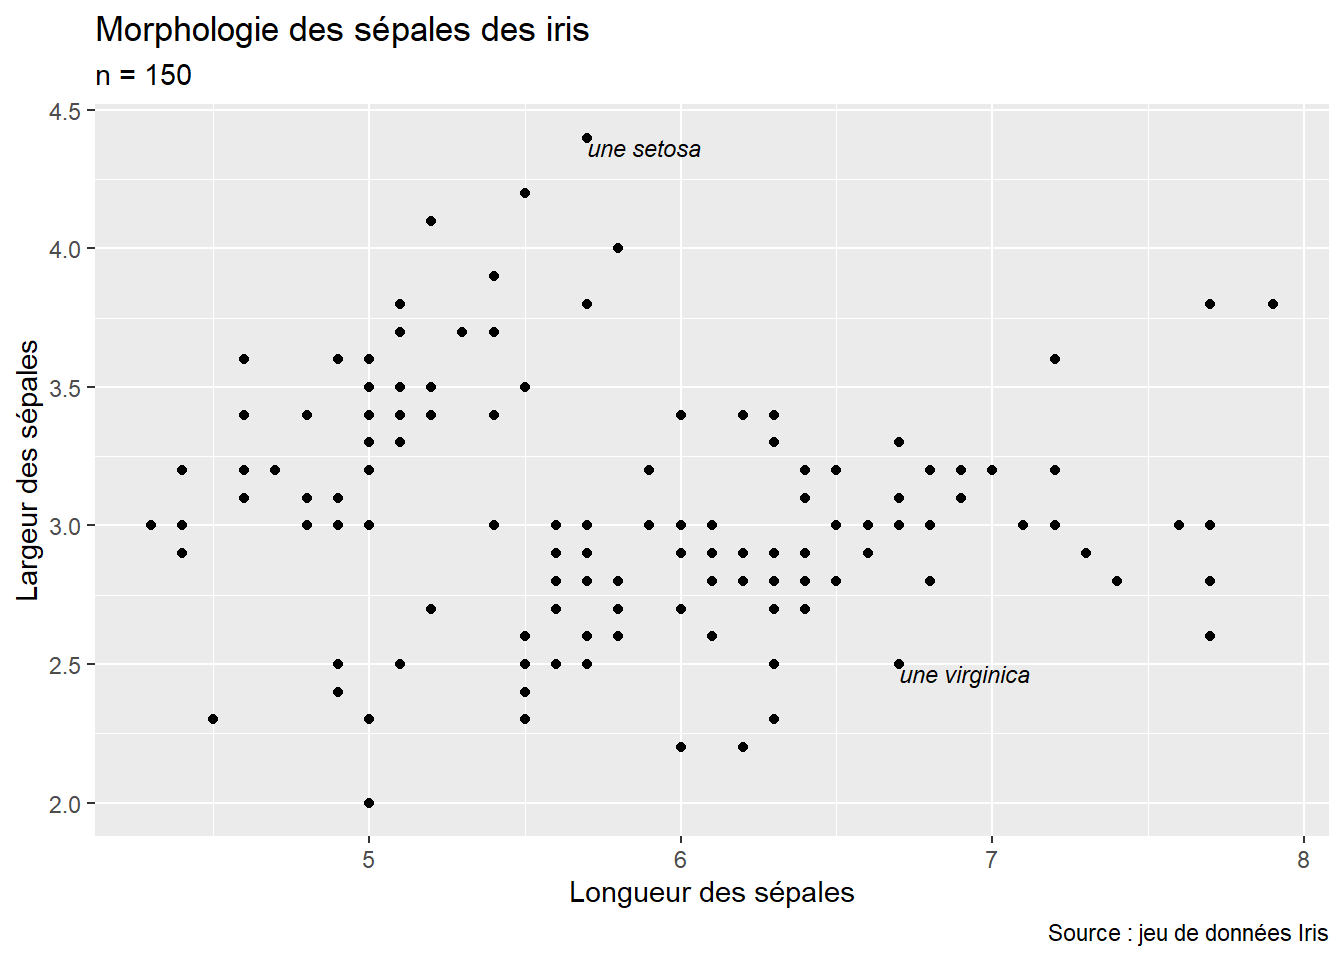 Morphologie des sépales des iris
n = 150
4.5
4.0
3.5
3.0
2.5
2.0
Largeur des sépales
une setosa
une virginica
5 6 7 8
Longueur des sépales
Source : jeu de données Iris